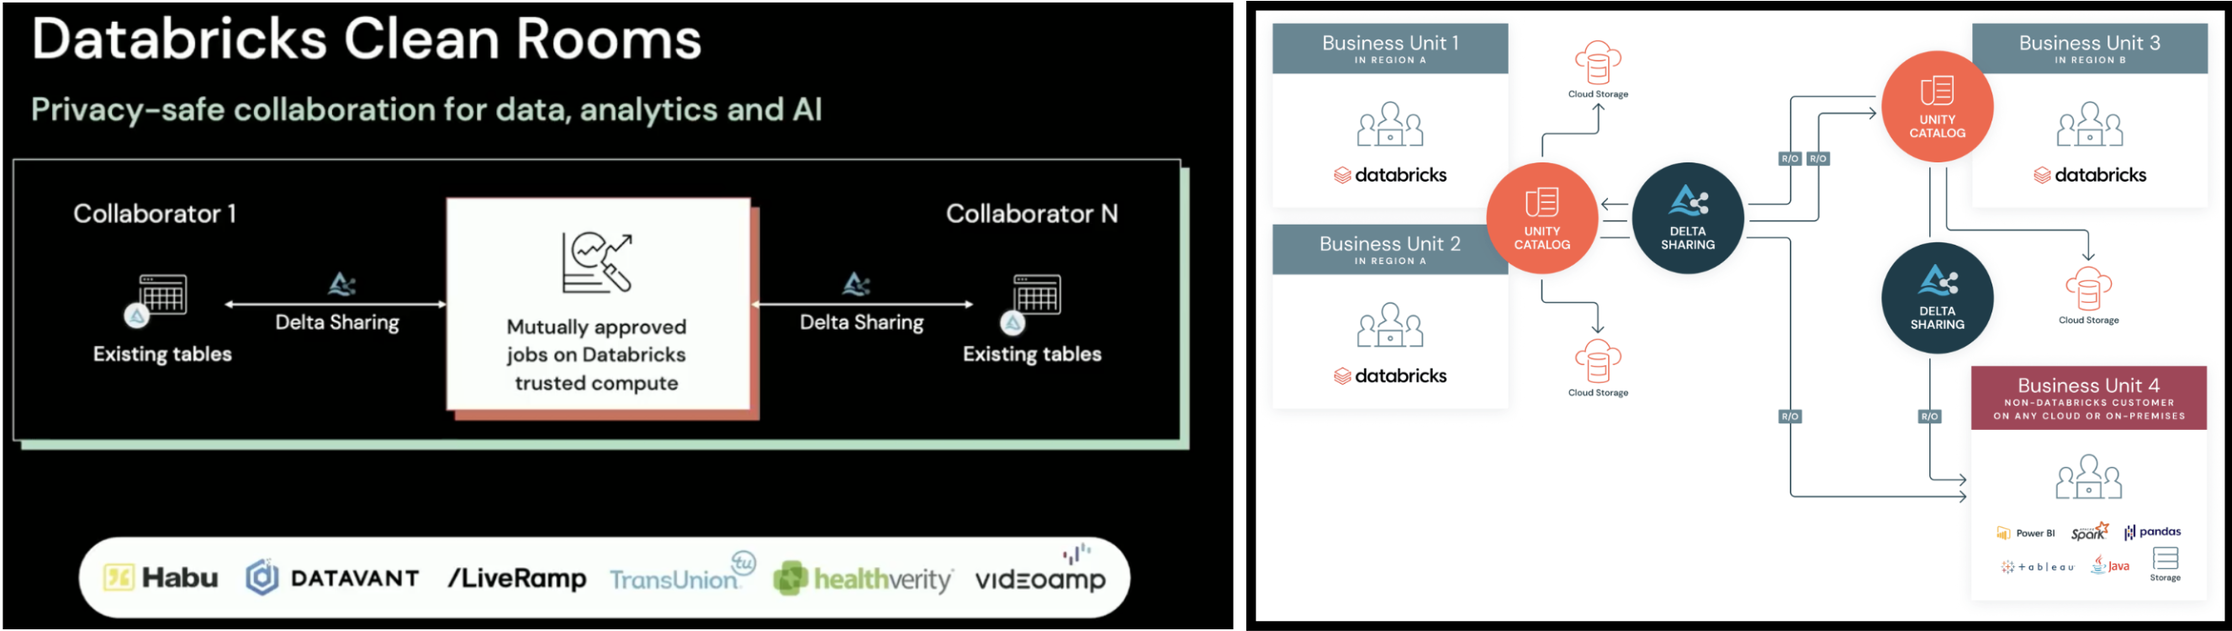 Databricks Clean Rooms
Privacy-safe collaboration for data, analytics and AI
Collaborator 1
Collaborator N
Delta Sharing
Delta Sharing
Existing tables
Existing tables
Mutually approved
jobs on Databricks
trusted compute
Habu
DATAVANT
/LiveRamp
TransUnion
tu
healthverity
VIDEOAMP
Business Unit 1
IN REGION A
databricks
Business Unit 2
IN REGION A
databricks
Cloud Storage
UNITY
CATALOG
DELTA
SHARING
Cloud Storage
R/O
R/O
UNITY
CATALOG
Business Unit 3
IN REGION B
databricks
DELTA
SHARING
Cloud Storage
R/O
R/O
Business Unit 4
NON-DATABRICKS CUSTOMER
ON ANY CLOUD OR ON-PREMISES
Power BI
APACHE
Spark
pandas
+ableau
Java
Storage